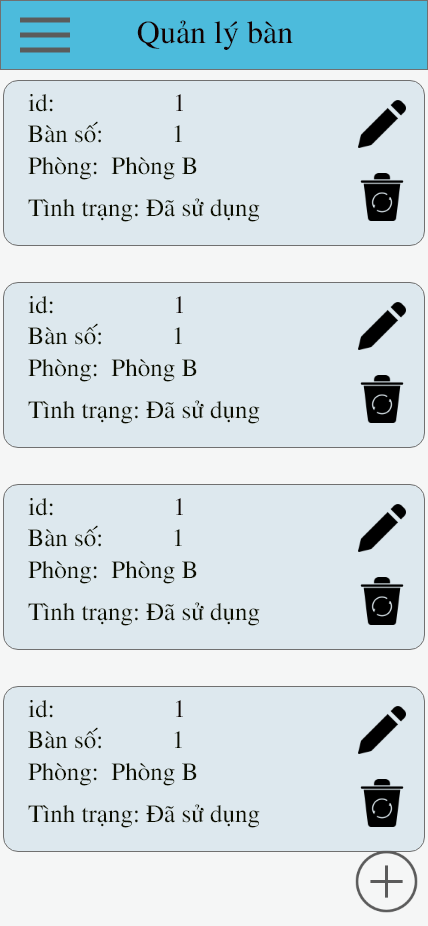 Quản lý bàn
id: 1
Bàn số: 1
Phòng: Phòng B
Tình trạng: Đã sử dụng
id: 1
Bàn số: 1
Phòng: Phòng B
Tình trạng: Đã sử dụng
id: 1
Bàn số: 1
Phòng: Phòng B
Tình trạng: Đã sử dụng
id: 1
Bàn số: 1
Phòng: Phòng B
Tình trạng: Đã sử dụng